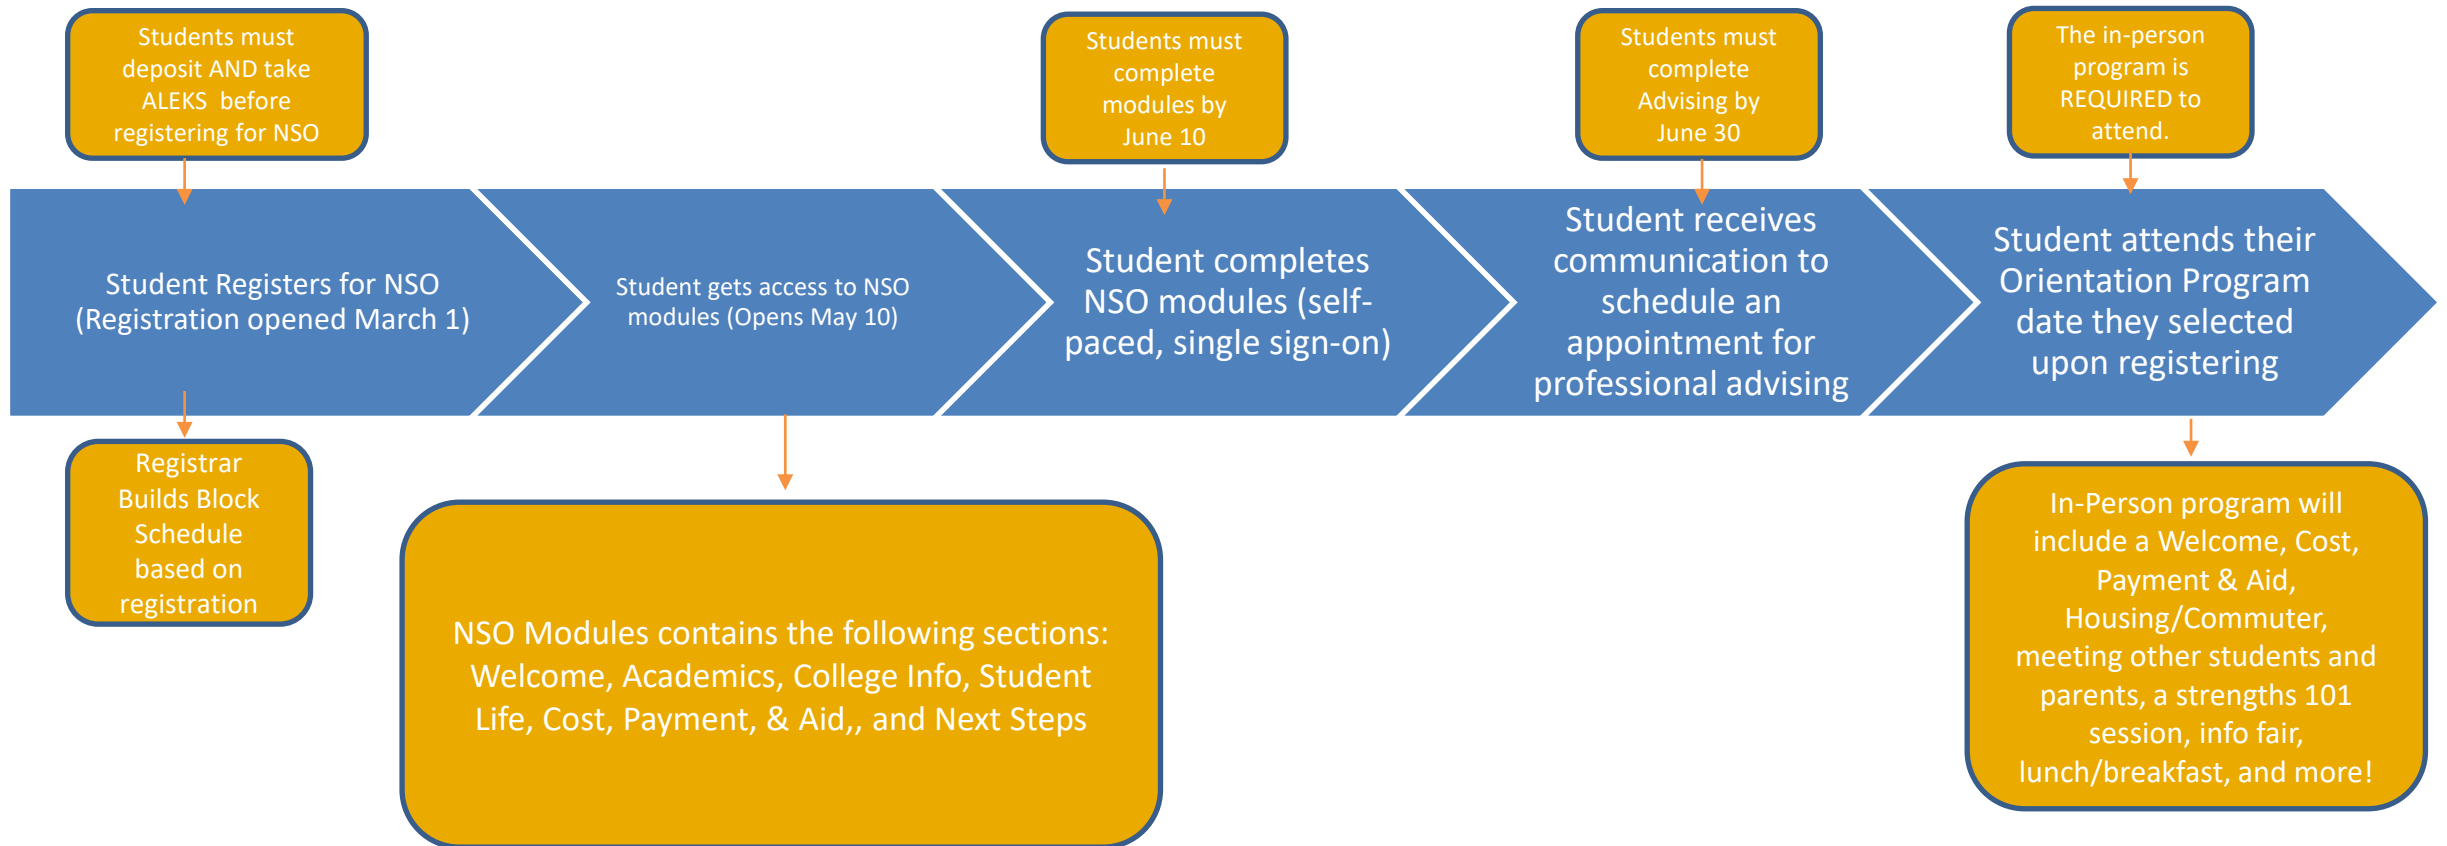 Students must
deposit AND take
ALEKS  before
registering for NSO
Students must
complete
modules by
June 10
Students must
complete
Advising by
June 30
The in-person
program is
REQUIRED to
attend.
Student Registers for NSO
(Registration opened March 1)
Student gets access to NSO
modules (Opens May 10)
Student completes
NSO modules (self-
paced, single sign-on)
Student receives
communication to
schedule an
appointment for
professional advising
Student attends their
Orientation Program
date they selected
upon registering
Registrar
Builds Block
Schedule
based on
registration
NSO Modules contains the following sections:
Welcome, Academics, College Info, Student
Life, Cost, Payment, & Aid,, and Next Steps
In-Person program will
include a Welcome, Cost,
Payment & Aid,
Housing/Commuter,
meeting other students and
parents, a strengths 101
session, info fair,
lunch/breakfast, and more!